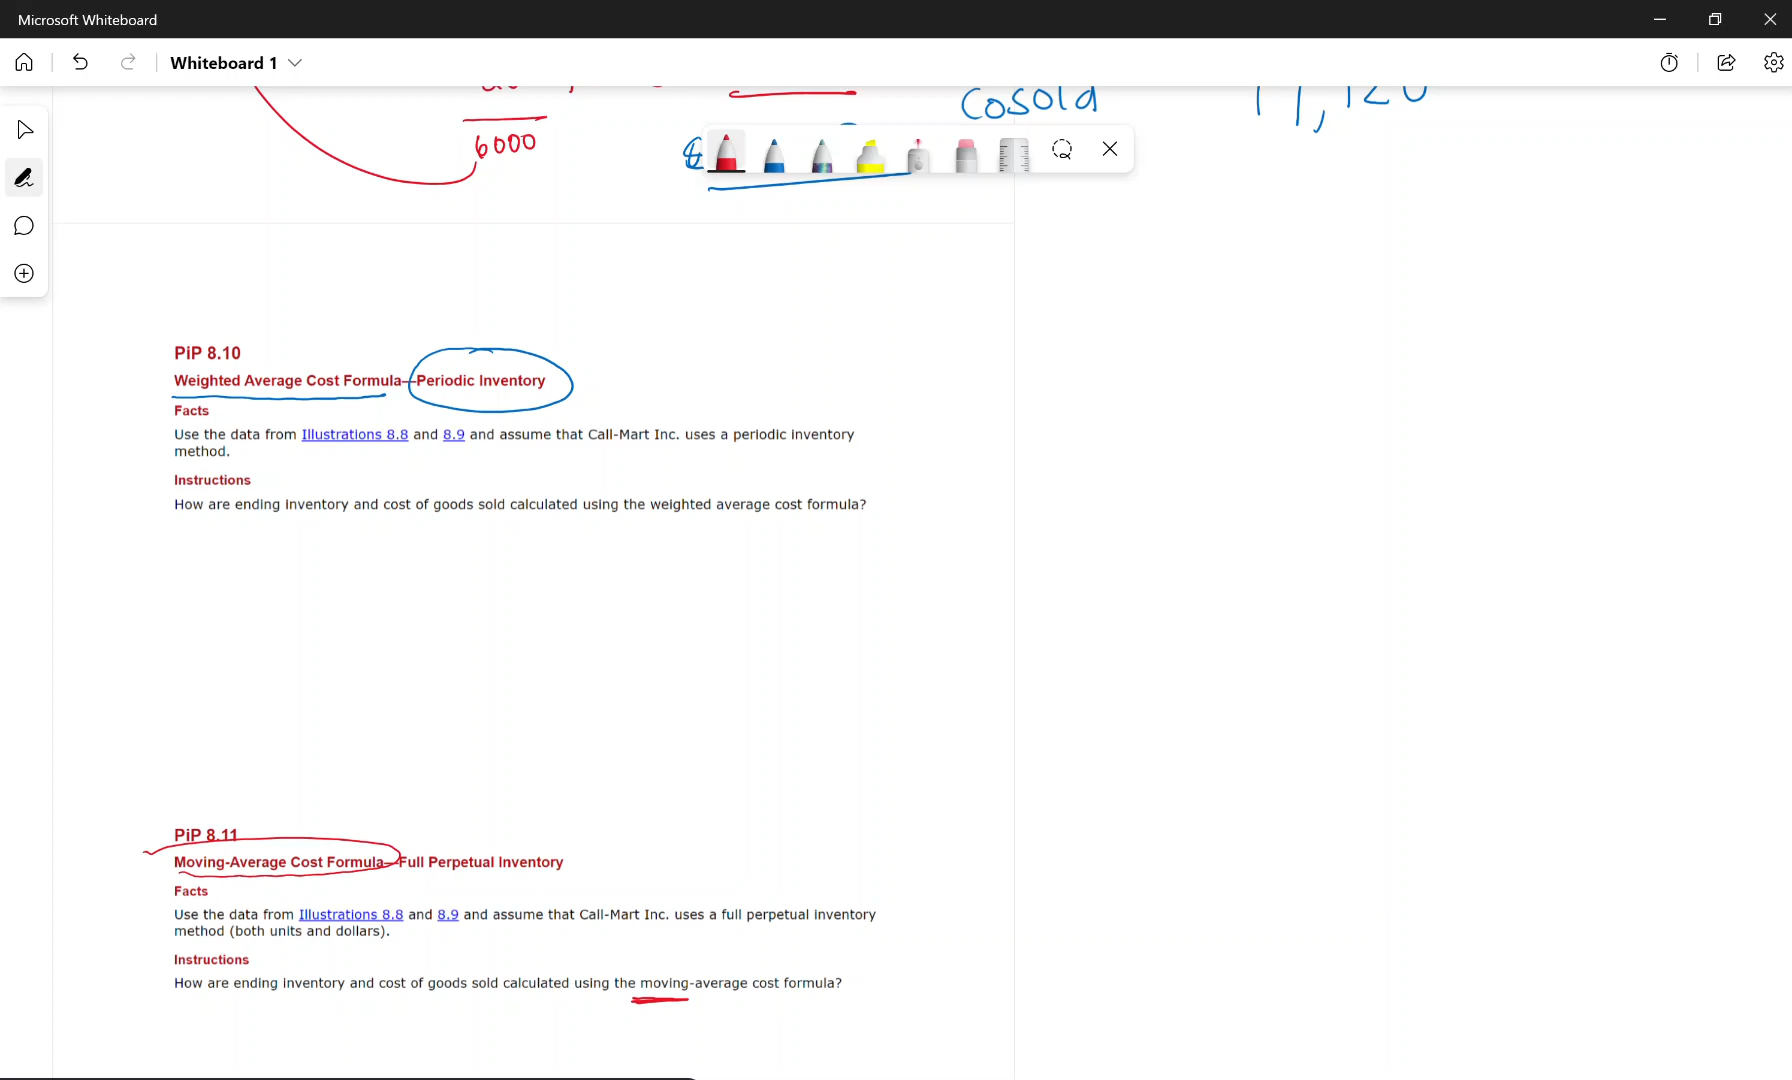 Microsoft Whiteboard
Whiteboard 1
6000
COSold
PiP 8.10
Weighted Average Cost Formula—Periodic Inventory
Facts
Use the data from Illustrations 8.8 and 8.9 and assume that Call-Mart Inc. uses a periodic inventory
method.
Instructions
How are ending inventory and cost of goods sold calculated using the weighted average cost formula?
PiP 8.11
Moving-Average Cost Formula—Full Perpetual Inventory
Facts
Use the data from Illustrations 8.8 and 8.9 and assume that Call-Mart Inc. uses a full perpetual inventory
method (both units and dollars).
Instructions
How are ending inventory and cost of goods sold calculated using the moving-average cost formula?